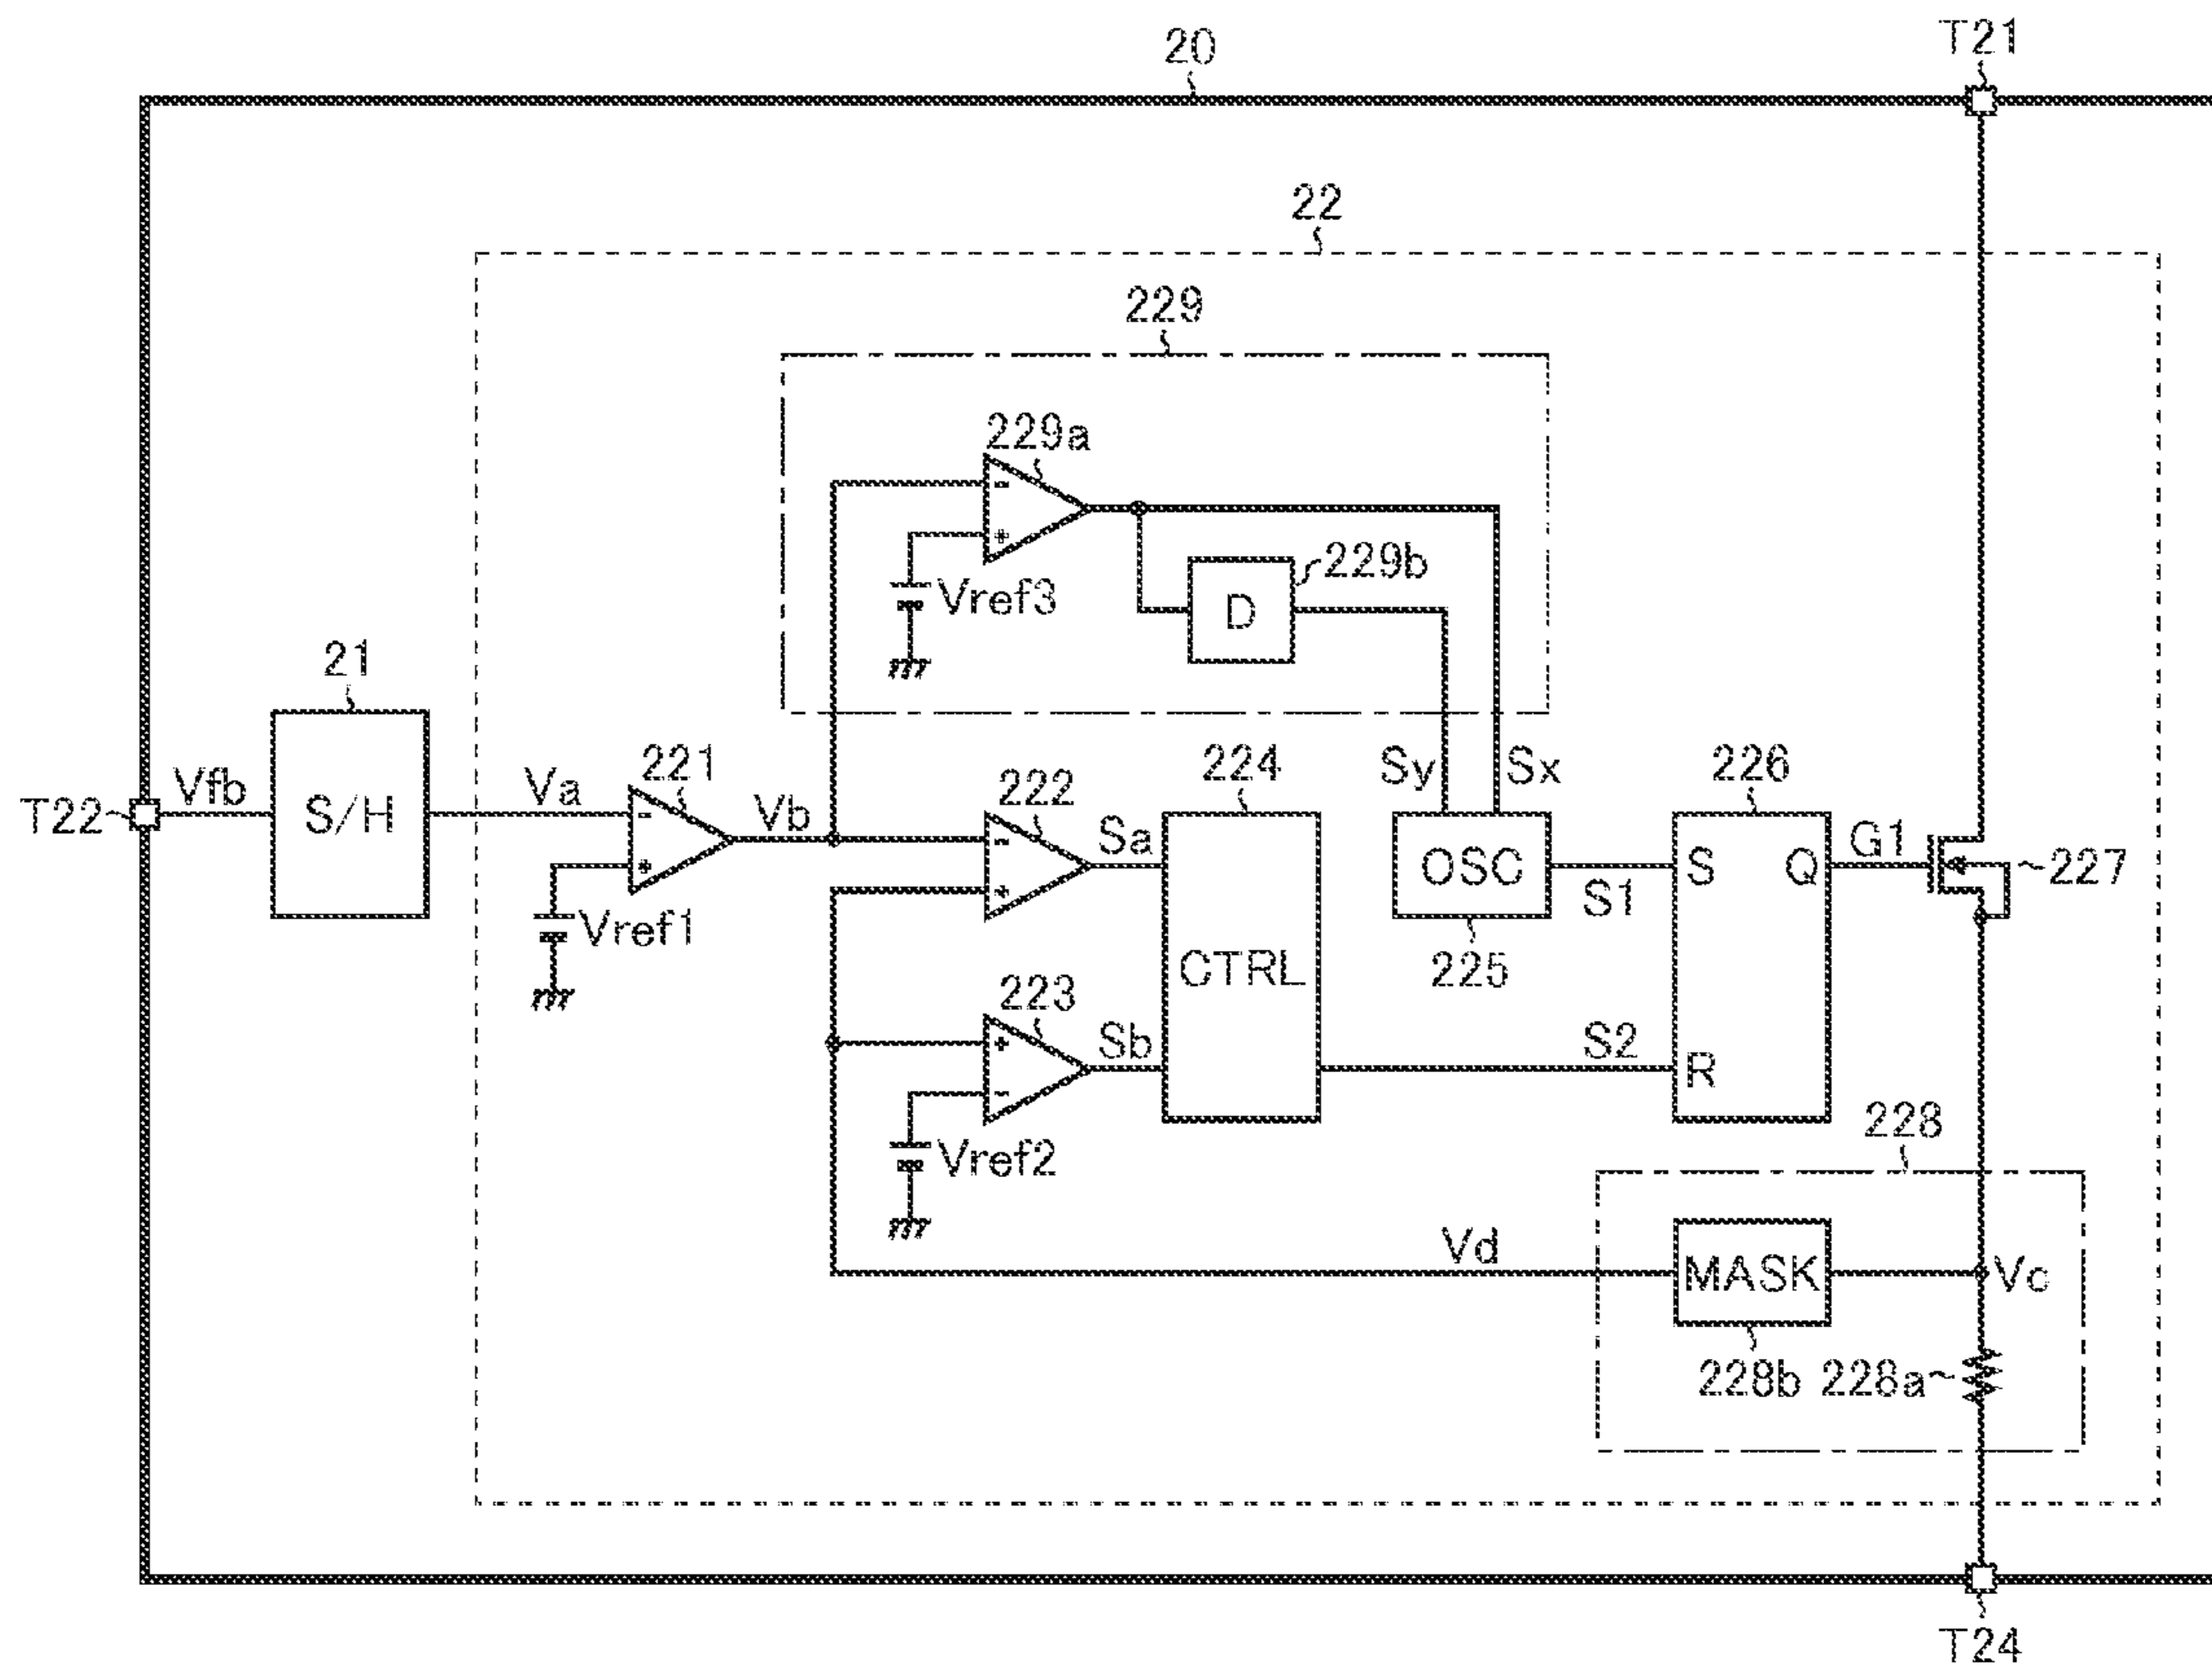 20
T21
22
229
229a
-
+
Vref3
229b
D
21
S/H
T22
Vfb
Va
221
-
+
Vref1
Vb
222
-
+
Sa
224
CTRL
Sy
Sx
OSC
225
S1
226
S
Q
R
G1
227
223
+
-
Sb
Vref2
S2
228
Vd
MASK
Vc
228b
228a
T24